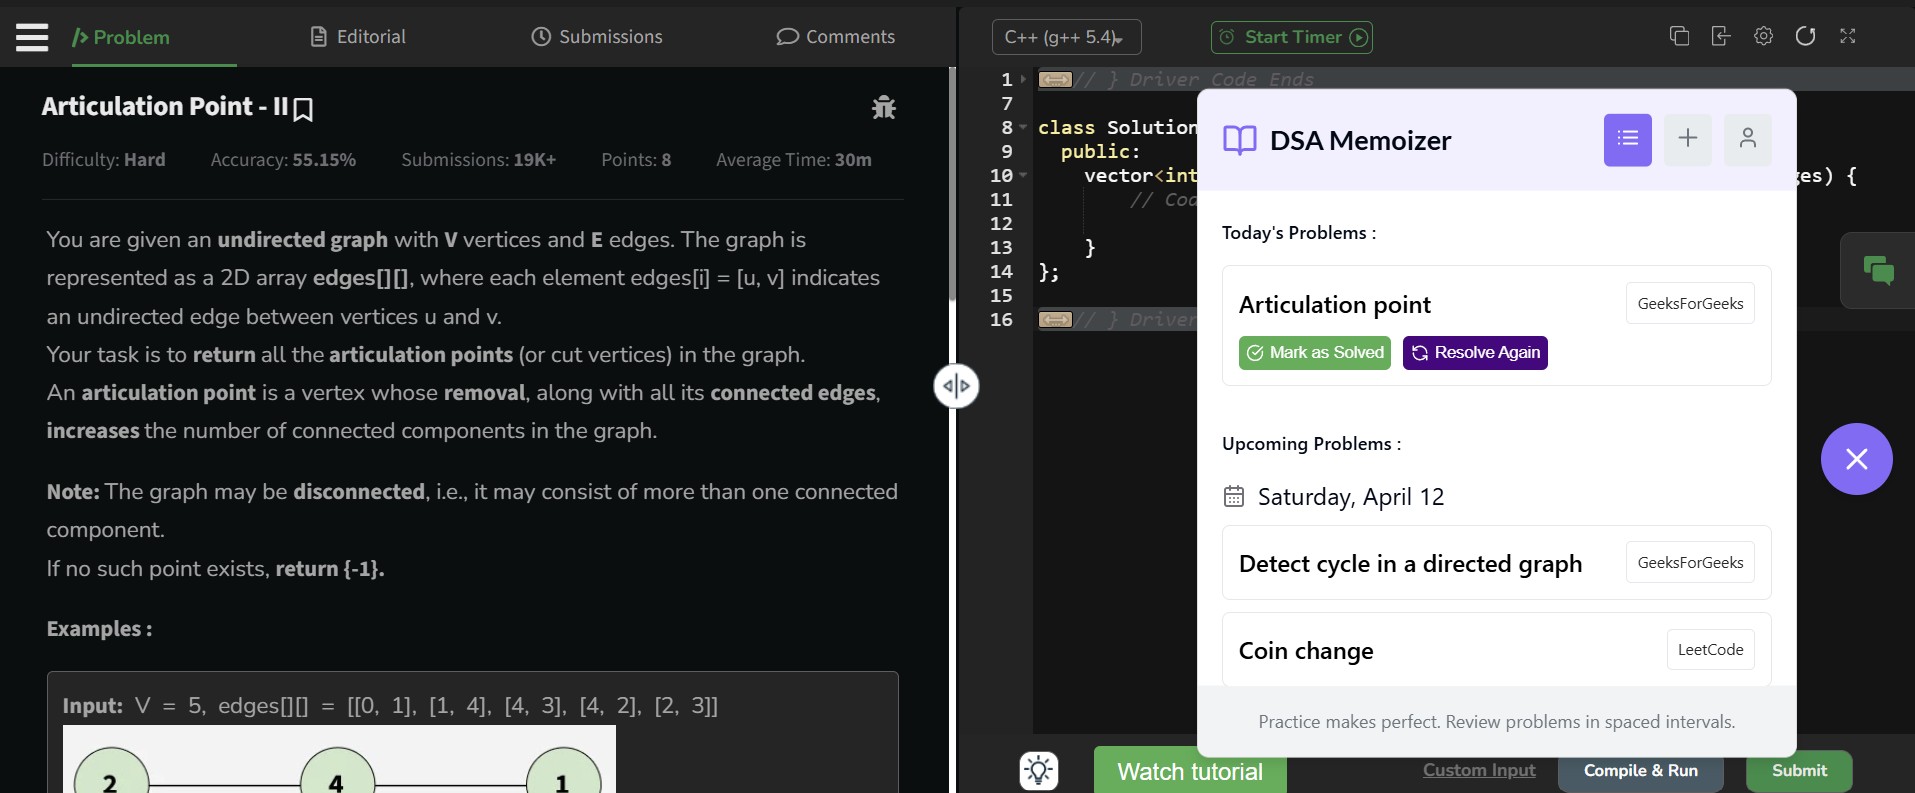 Problem
Editorial
Submissions
Comments
Articulation Point - II
Difficulty: Hard Accuracy: 55.15% Submissions: 19K+ Points: 8 Average Time: 30m
You are given an undirected graph with V vertices and E edges. The graph is
represented as a 2D array edges[][], where each element edges[i] = [u, v] indicates
an undirected edge between vertices u and v.
Your task is to return all the articulation points (or cut vertices) in the graph.
An articulation point is a vertex whose removal, along with all its connected edges,
increases the number of connected components in the graph.
Note: The graph may be disconnected, i.e., it may consist of more than one connected
component.
If no such point exists, return {-1}.
Examples :
Input: V = 5, edges[][] = [[0, 1], [1, 4], [4, 3], [4, 2], [2, 3]]
2 4 1
C++ (g++ 5.4)
Start Timer
1 // } Driver Code Ends
7
8 class Solution
9 public:
10 vector<int ges) {
11 // Cod
12
13 }
14 };
15
16 // } Driver
DSA Memoizer
Today's Problems :
Articulation point
GeeksForGeeks
Mark as Solved
Resolve Again
Upcoming Problems :
Saturday, April 12
Detect cycle in a directed graph
GeeksForGeeks
Coin change
LeetCode
Practice makes perfect. Review problems in spaced intervals.
Watch tutorial
Custom Input
Compile & Run
Submit